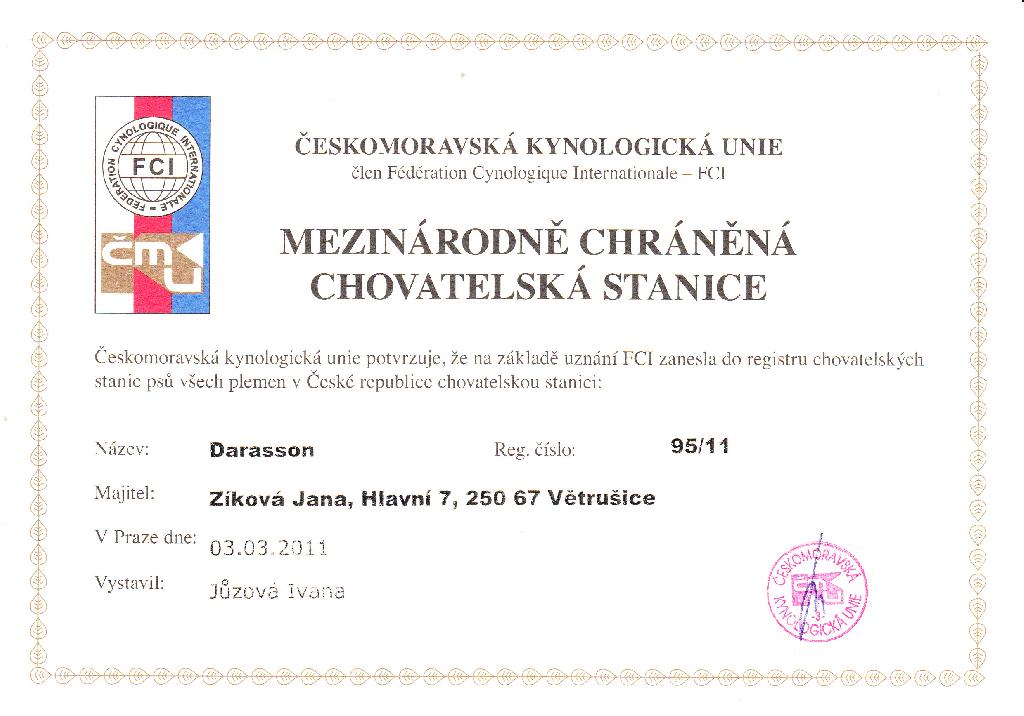 FEDERATION CYNOLOGIQUE INTERNATIONALE
FCI
čmu
ČESKOMORAVSKÁ KYNOLOGICKÁ UNIE
člen Fédération Cynologique Internationale – FCI
MEZINÁRODNĚ CHRÁNĚNÁ
CHOVATELSKÁ STANICE
Českomoravská kynologická unie potvrzuje, že na základě uznání FCI zanesla do registru chovatelských
stanic psů všech plemen v České republice chovatelskou stanici:
Název: Darasson Reg. číslo: 95/11
Majitel: Zíková Jana, Hlavní 7, 250 67 Větrušice
V Praze dne: 03.03.2011
Vystavil: Jůzová Ivana
ČESKOMORAVSKÁ
KYNOLOGICKÁ UNIE
-3-